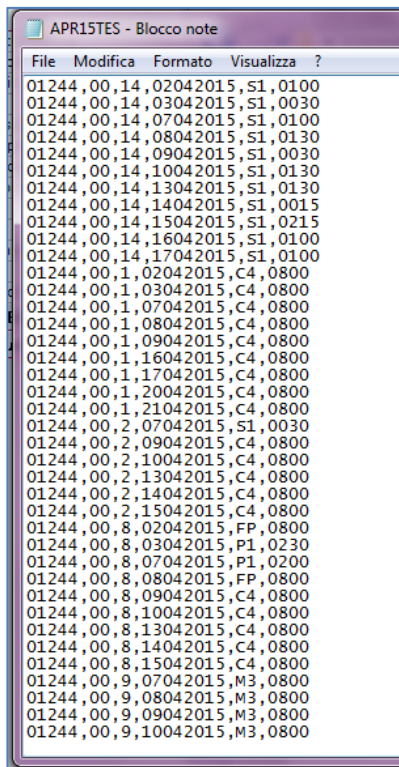 APR15TES - Blocco note
File Modifica Formato Visualizza ?
01244,00,14,02042015,S1,0100
01244,00,14,03042015,S1,0030
01244,00,14,07042015,S1,0100
01244,00,14,08042015,S1,0130
01244,00,14,09042015,S1,0030
01244,00,14,10042015,S1,0130
01244,00,14,13042015,S1,0130
01244,00,14,14042015,S1,0015
01244,00,14,15042015,S1,0215
01244,00,14,16042015,S1,0100
01244,00,14,17042015,S1,0100
01244,00,1,02042015,C4,0800
01244,00,1,03042015,C4,0800
01244,00,1,07042015,C4,0800
01244,00,1,08042015,C4,0800
01244,00,1,09042015,C4,0800
01244,00,1,16042015,C4,0800
01244,00,1,17042015,C4,0800
01244,00,1,20042015,C4,0800
01244,00,1,21042015,C4,0800
01244,00,2,07042015,S1,0030
01244,00,2,09042015,C4,0800
01244,00,2,10042015,C4,0800
01244,00,2,13042015,C4,0800
01244,00,2,14042015,C4,0800
01244,00,2,15042015,C4,0800
01244,00,8,02042015,FP,0800
01244,00,8,03042015,P1,0230
01244,00,8,07042015,P1,0200
01244,00,8,08042015,FP,0800
01244,00,8,09042015,C4,0800
01244,00,8,10042015,C4,0800
01244,00,8,13042015,C4,0800
01244,00,8,14042015,C4,0800
01244,00,8,15042015,C4,0800
01244,00,9,07042015,M3,0800
01244,00,9,08042015,M3,0800
01244,00,9,09042015,M3,0800
01244,00,9,10042015,M3,0800